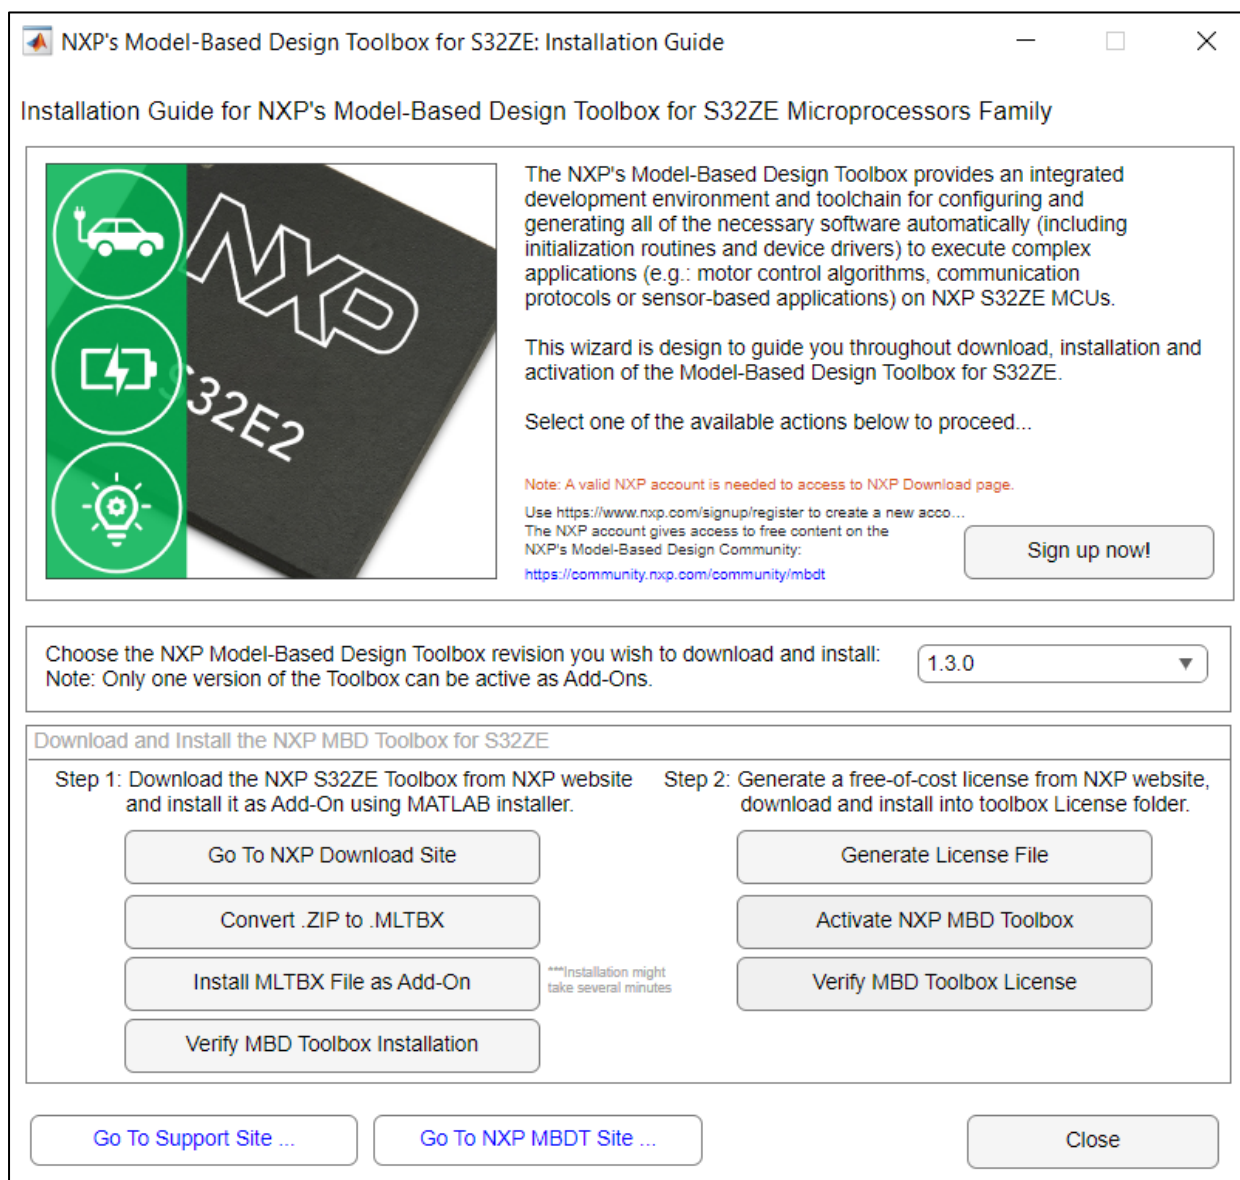 NXP's Model-Based Design Toolbox for S32ZE: Installation Guide
Installation Guide for NXP's Model-Based Design Toolbox for S32ZE Microprocessors Family
NXP
S32E2
The NXP's Model-Based Design Toolbox provides an integrated
development environment and toolchain for configuring and
generating all of the necessary software automatically (including
initialization routines and device drivers) to execute complex
applications (e.g.: motor control algorithms, communication
protocols or sensor-based applications) on NXP S32ZE MCUs.
This wizard is design to guide you throughout download, installation and
activation of the Model-Based Design Toolbox for S32ZE.
Select one of the available actions below to proceed...
Note: A valid NXP account is needed to access to NXP Download page.
Use https://www.nxp.com/signup/register to create a new acco...
The NXP account gives access to free content on the
NXP's Model-Based Design Community:
https://community.nxp.com/community/mbdt
Sign up now!
Choose the NXP Model-Based Design Toolbox revision you wish to download and install:
Note: Only one version of the Toolbox can be active as Add-Ons.
1.3.0
Download and Install the NXP MBD Toolbox for S32ZE
Step 1: Download the NXP S32ZE Toolbox from NXP website
and install it as Add-On using MATLAB installer.
Go To NXP Download Site
Convert .ZIP to .MLTBX
Install MLTBX File as Add-On
***Installation might
take several minutes
Verify MBD Toolbox Installation
Step 2: Generate a free-of-cost license from NXP website,
download and install into toolbox License folder.
Generate License File
Activate NXP MBD Toolbox
Verify MBD Toolbox License
Go To Support Site ...
Go To NXP MBDT Site ...
Close